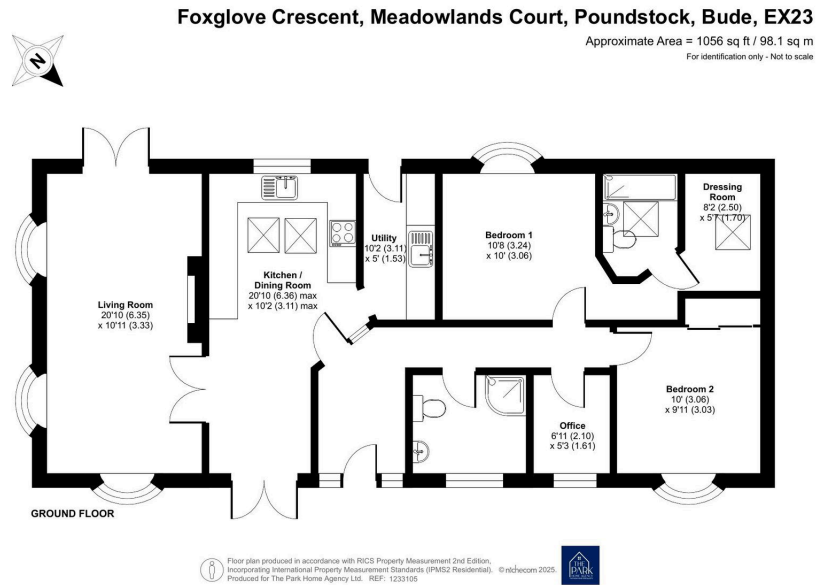 Foxglove Crescent, Meadowlands Court, Poundstock, Bude, EX23
Approximate Area = 1056 sq ft / 98.1 sq m
For identification only - Not to scale
N
Dressing
Room
8'2 (2.50)
x 5'7 (1.70)
Bedroom 1
10'8 (3.24)
x 10' (3.06)
Utility
10'2 (3.11)
x 5' (1.53)
Kitchen /
Dining Room
20'10 (6.36) max
x 10'2 (3.11) max
Living Room
20'10 (6.35)
x 10'11 (3.33)
Bedroom 2
10' (3.06)
x 9'11 (3.03)
Office
6'11 (2.10)
x 5'3 (1.61)
GROUND FLOOR
Floor plan produced in accordance with RICS Property Measurement 2nd Edition,
Incorporating International Property Measurement Standards (IPMS2 Residential). © nichecom 2025.
Produced for The Park Home Agency Ltd. REF: 1233105
THE
PARK
HOME AGENCY